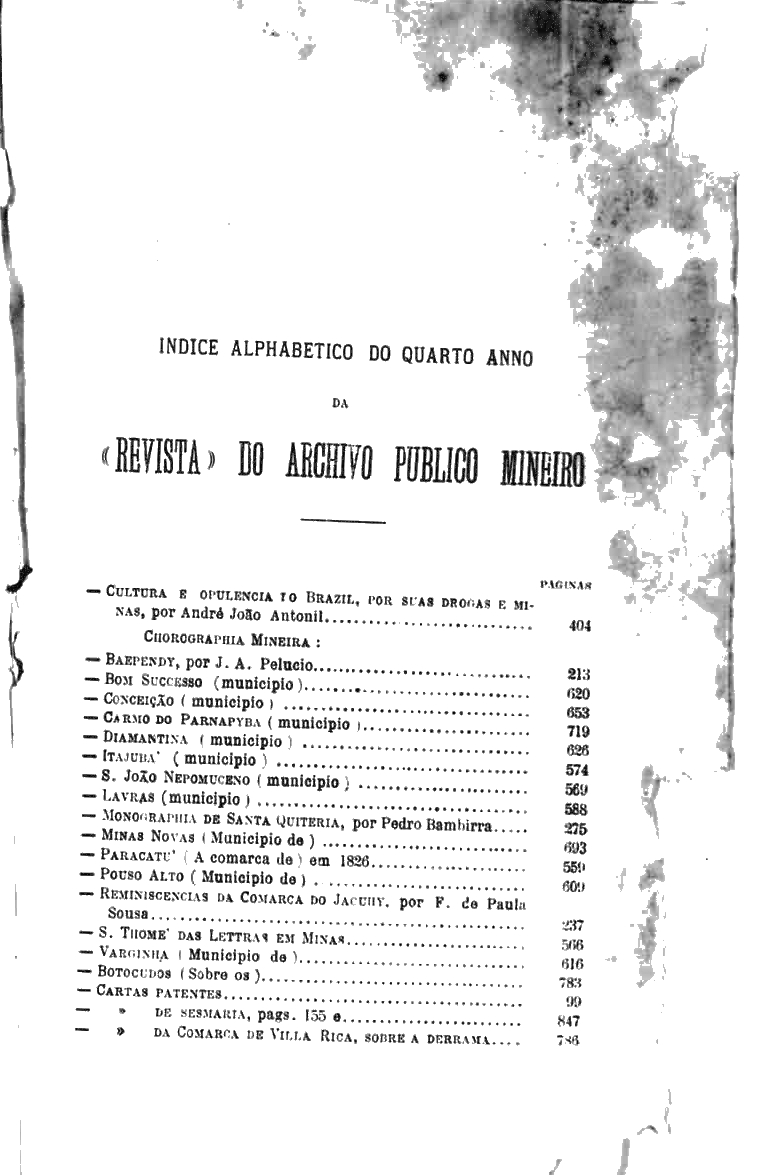 INDICE ALPHABETICO DO QUARTO ANNO
DA
«REVISTA» DO ARCHIVO PUBLICO MINEIRO
PAGINAS
— CULTURA E OPULENCIA DO BRAZIL, POR SUAS DROGAS E MI-
NAS, por André João Antonil.............................. 404
CHOROGRAPHIA MINEIRA :
— BAEPENDY, por J. A. Pelucio.............................. 213
— BOM SUCCESSO (municipio).............................. 620
— CONCEIÇÃO ( municipio ) .............................. 653
— CARMO DO PARNAPYBA ( municipio ).............................. 719
— DIAMANTINA ( municipio ) .............................. 626
— ITAJUBA' ( municipio ) .............................. 574
— S. JOÃO NEPOMUCENO ( municipio ) .............................. 569
— LAVRAS (municipio ) .............................. 588
— MONOGRAPHIA DE SANTA QUITERIA, por Pedro Bambirra..... 275
— MINAS NOVAS ( Municipio de ) .............................. 693
— PARACATU' ( A comarca de ) em 1826.............................. 559
— POUSO ALTO ( Municipio de ) . .............................. 609
— REMINISCENCIAS DA COMARCA DO JACUHY, por F. de Paula
Sousa.............................. 237
— S. THOME' DAS LETTRAS EM MINAS.............................. 566
— VARGINHA ( Municipio de ).............................. 616
— BOTOCUDOS ( Sobre os ).............................. 783
— CARTAS PATENTES.............................. 99
— » DE SESMARIA, pags. 155 e.............................. 847
— » DA COMARCA DE VILLA RICA, SOBRE A DERRAMA.... 786